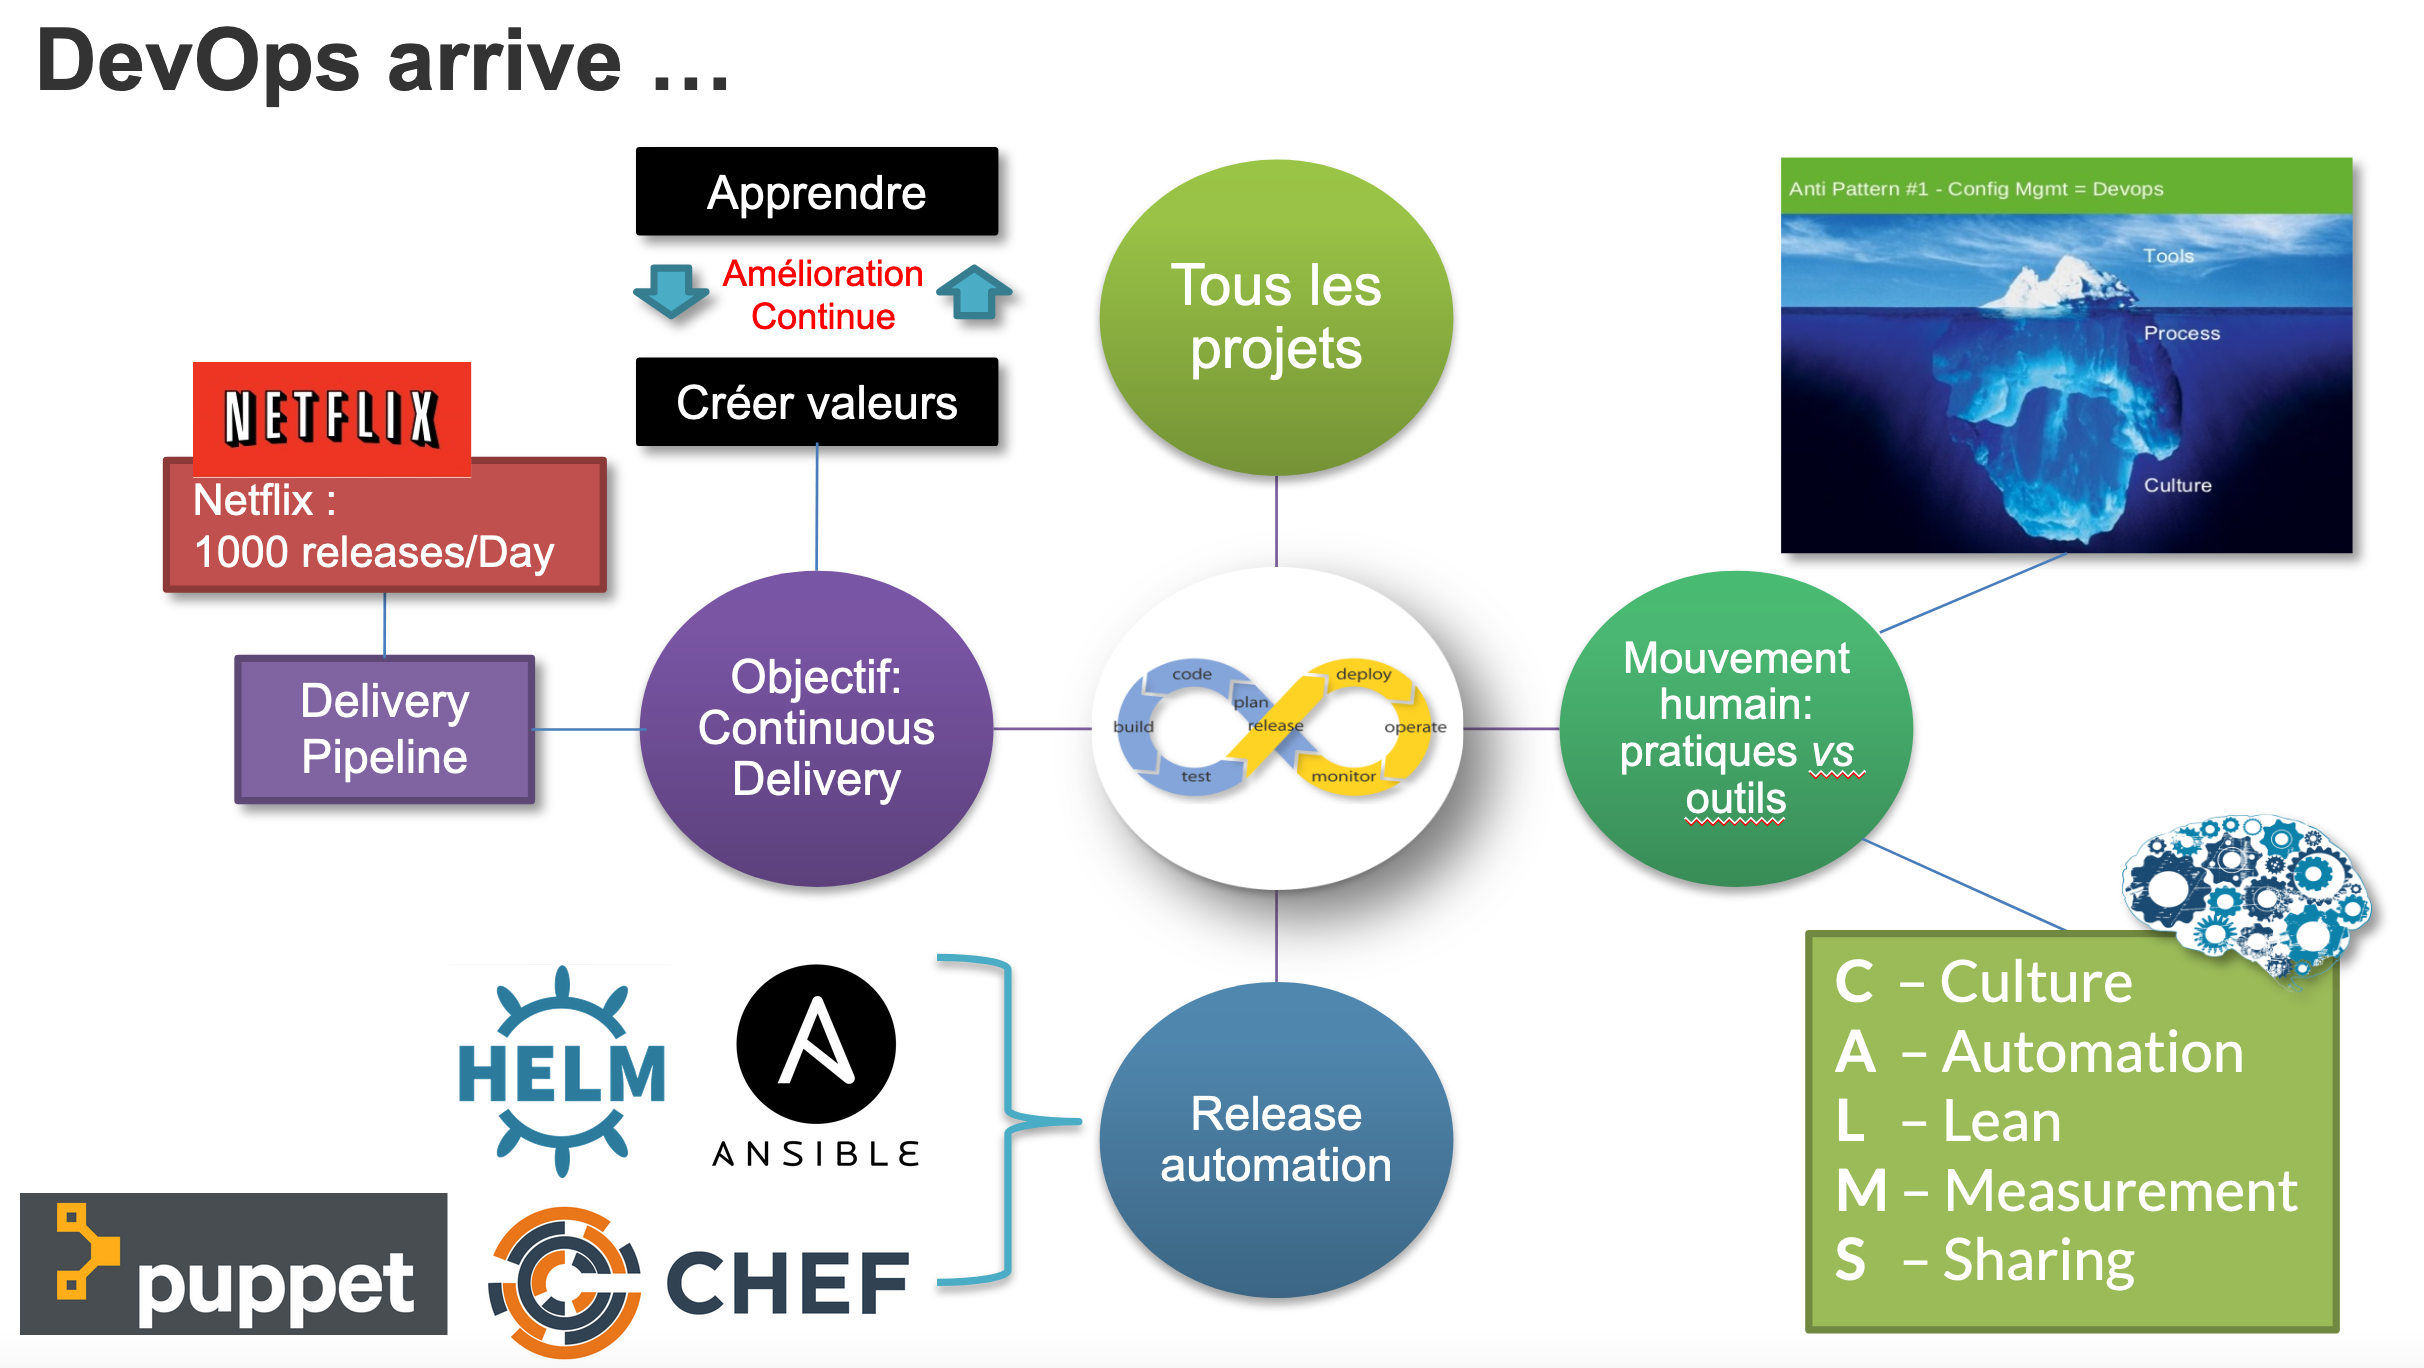 DevOps arrive …
Apprendre
Amélioration
Continue
Créer valeurs
NETFLIX
Netflix :
1000 releases/Day
Delivery
Pipeline
Objectif:
Continuous
Delivery
Tous les
projets
code
plan
build
release
test
deploy
operate
monitor
Mouvement
humain:
pratiques vs
outils
Anti Pattern #1 - Config Mgmt = Devops
Tools
Process
Culture
C – Culture
A – Automation
L – Lean
M – Measurement
S – Sharing
Release
automation
HELM
ANSIBLE
puppet
CHEF